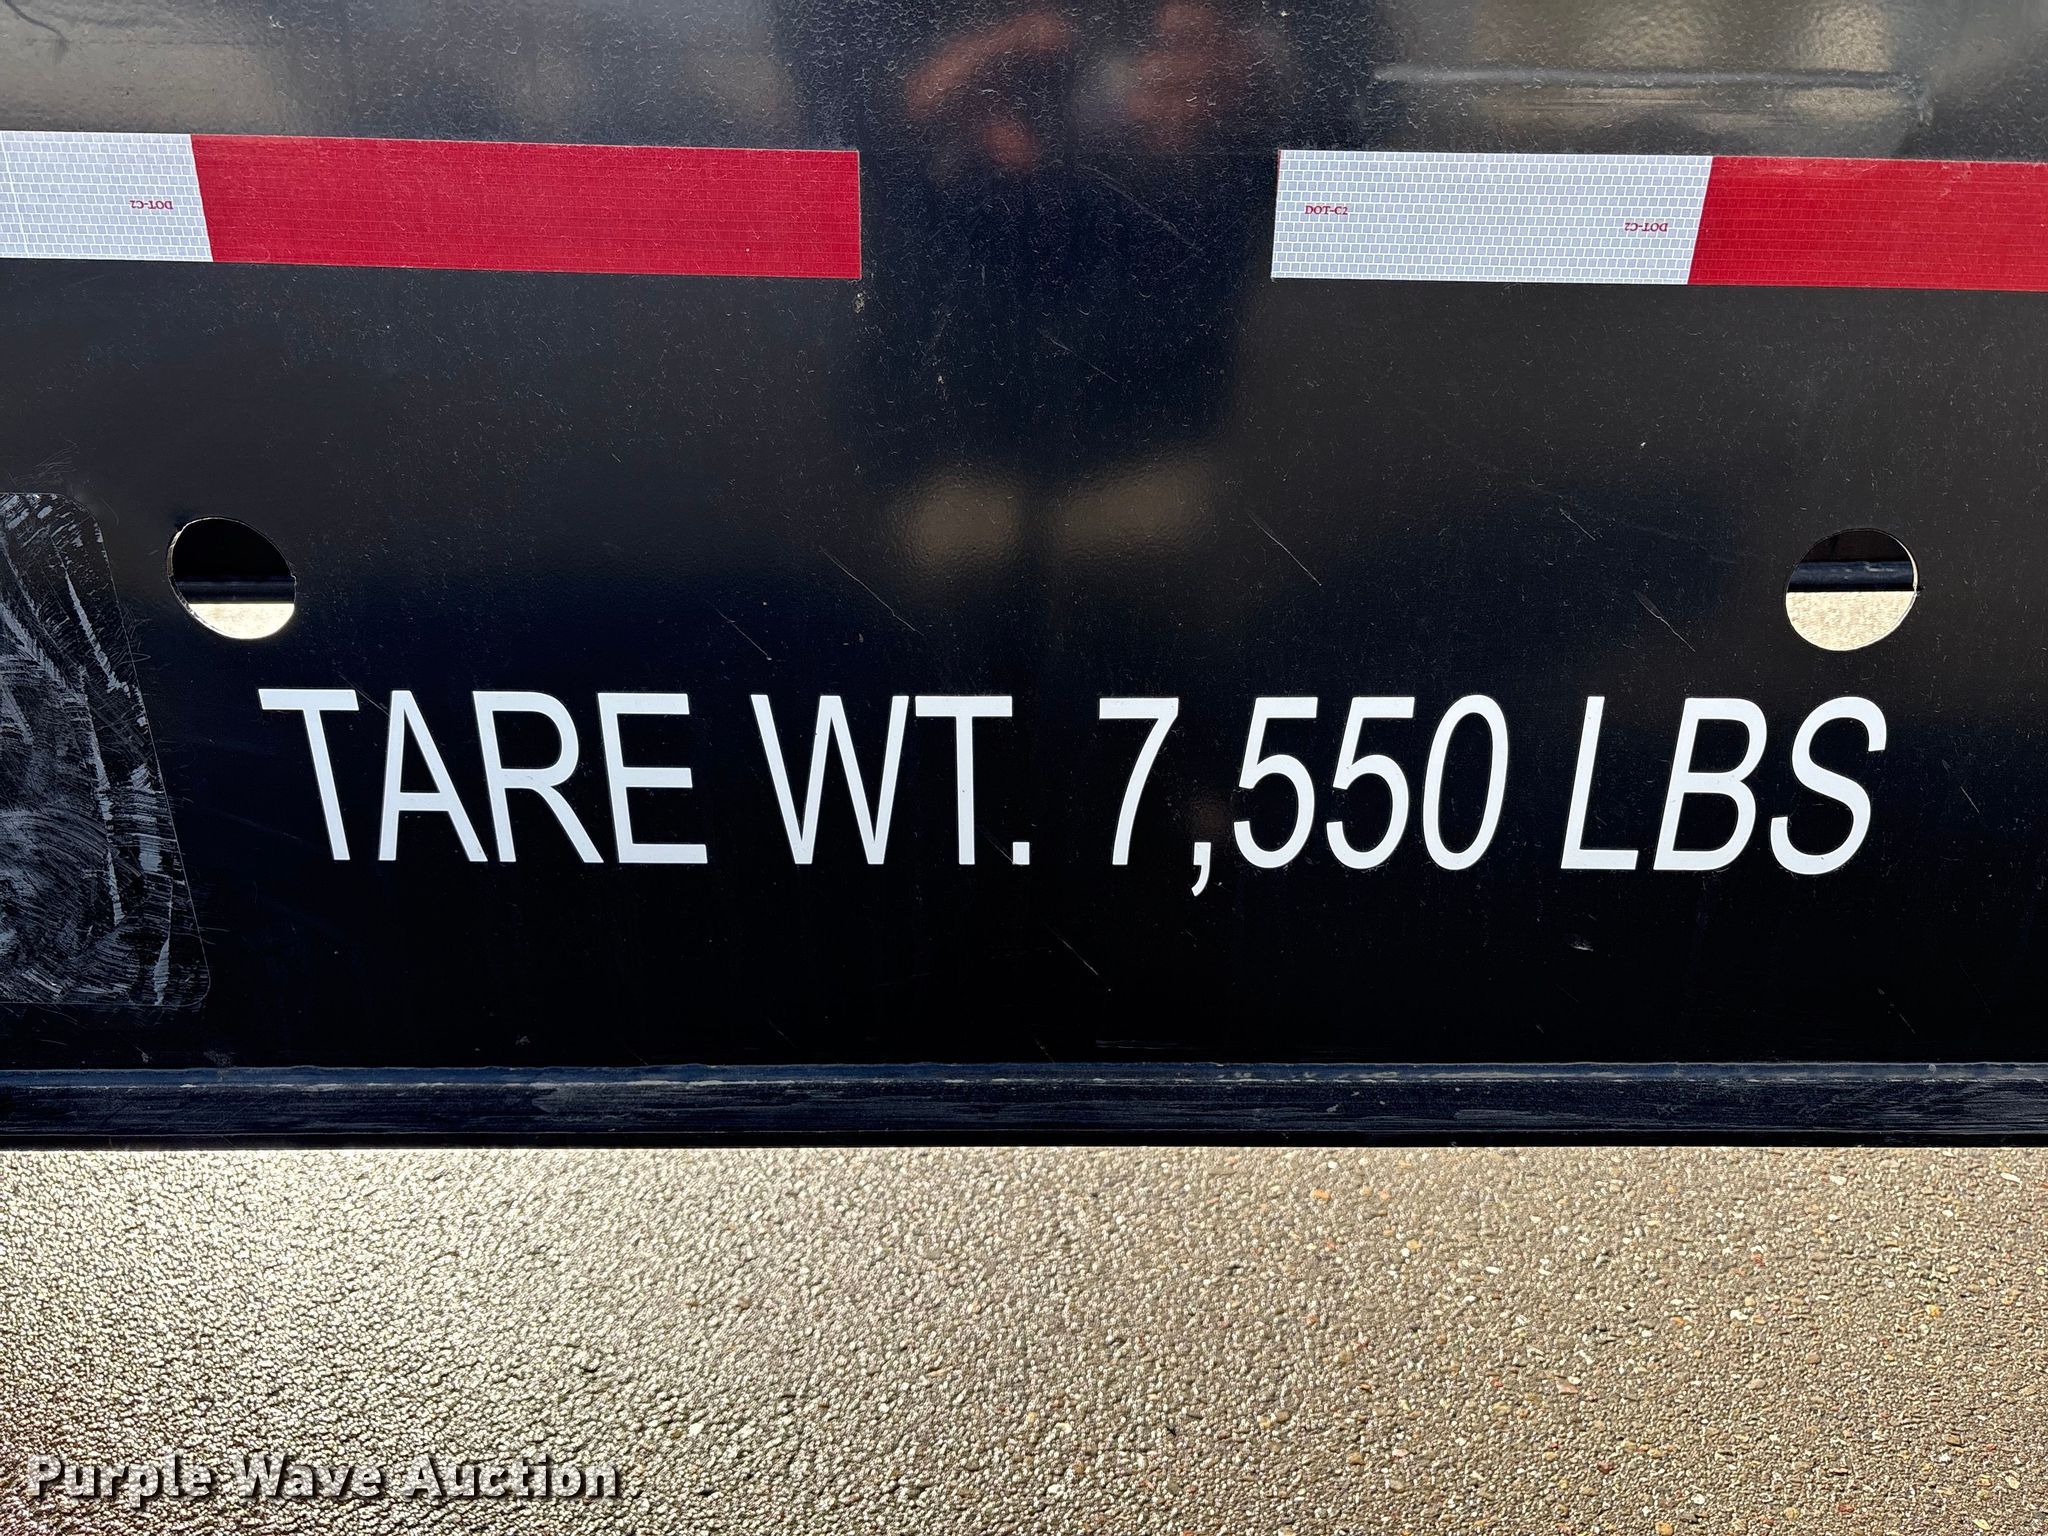 DOT-C2
DOT-C2
DOT-C2
TARE WT. 7,550 LBS
Purple Wave Auction